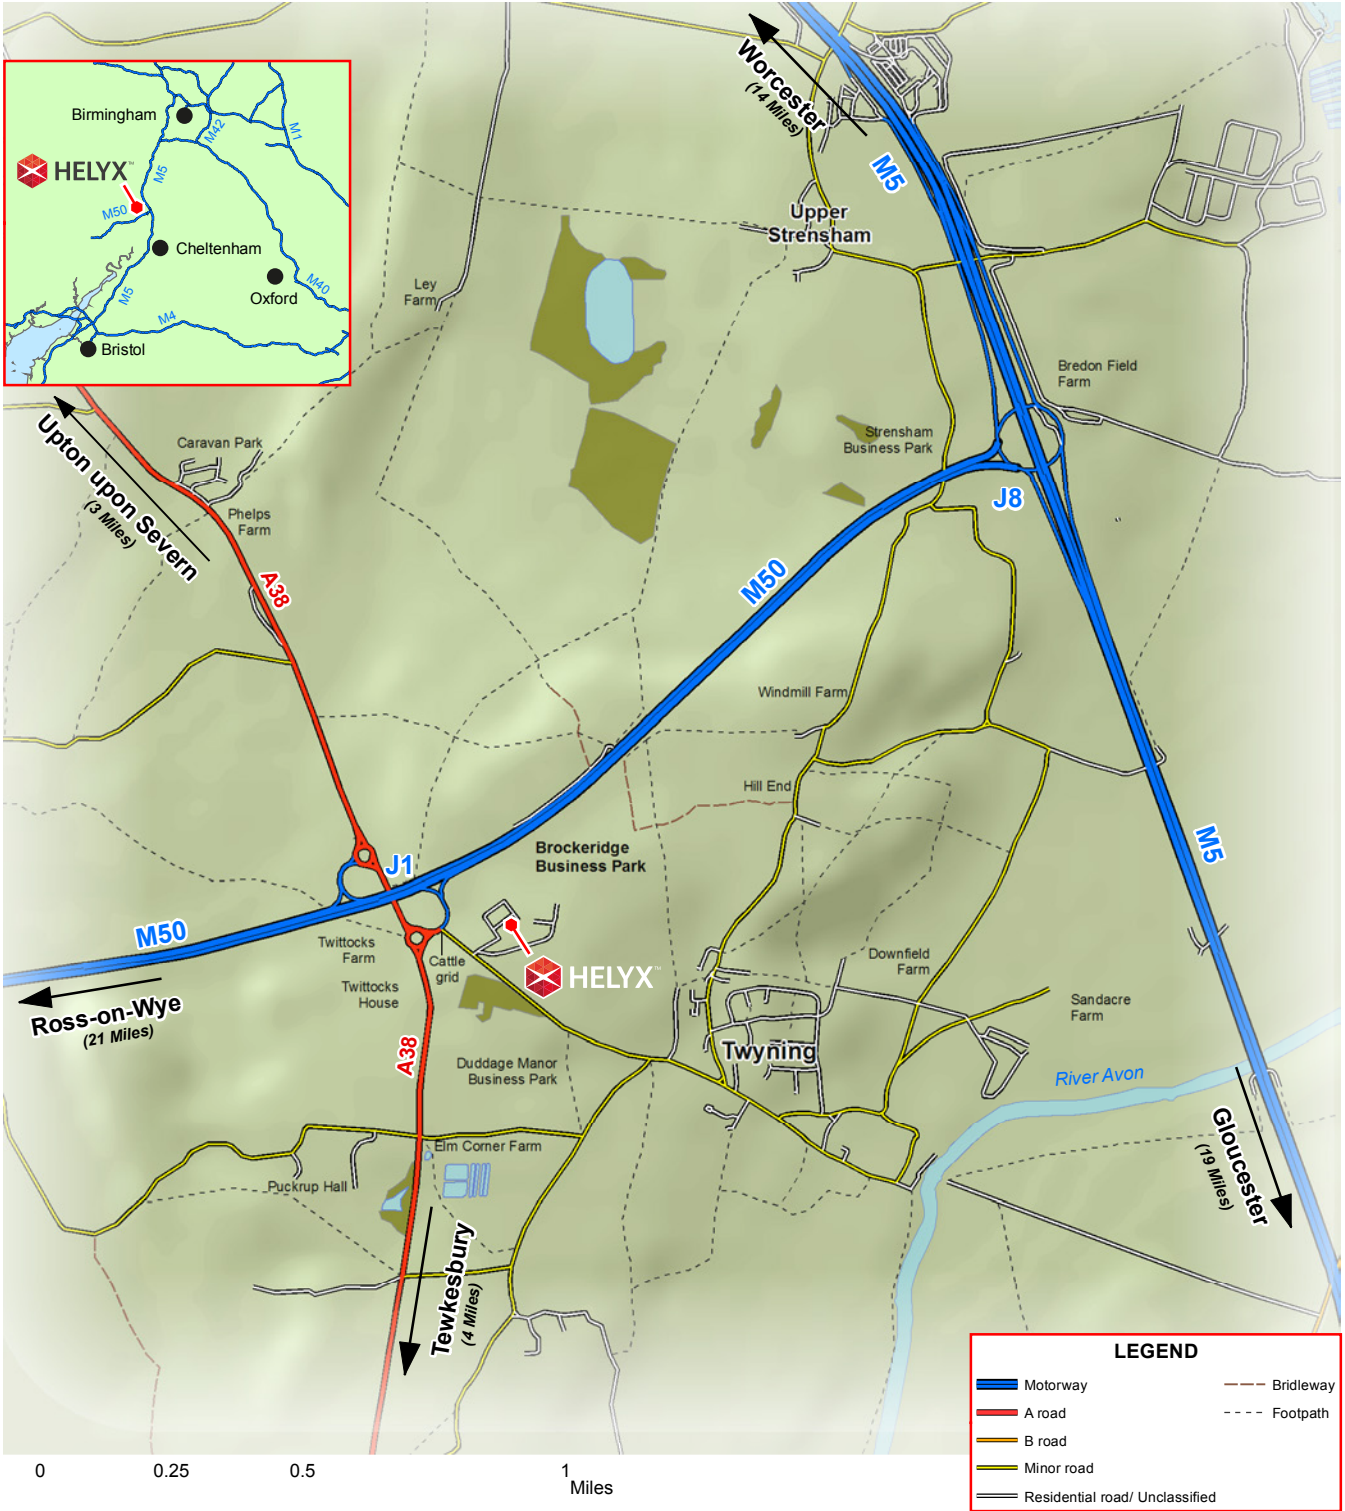 Birmingham
M42
M1
HELYX™
M5
M50
Cheltenham
M5
Oxford
M40
M4
Bristol
Worcester
(14 Miles)
M5
Upper
Strensham
Ley
Farm
Bredon Field
Farm
Upton upon Severn
(3 Miles)
Caravan Park
Phelps
Farm
A38
Strensham
Business Park
J8
M50
Windmill Farm
Hill End
M5
Brockeridge
Business Park
J1
M50
Ross-on-Wye
(21 Miles)
Twittocks
Farm
Cattle
grid
Twittocks
House
HELYX™
Downfield
Farm
Sandacre
Farm
Twyning
A38
Duddage Manor
Business Park
River Avon
Elm Corner Farm
Puckrup Hall
Gloucester
(19 Miles)
Tewkesbury
(4 Miles)
LEGEND
Motorway
A road
B road
Minor road
Residential road/ Unclassified
Bridleway
Footpath
0 0.25 0.5 1
Miles